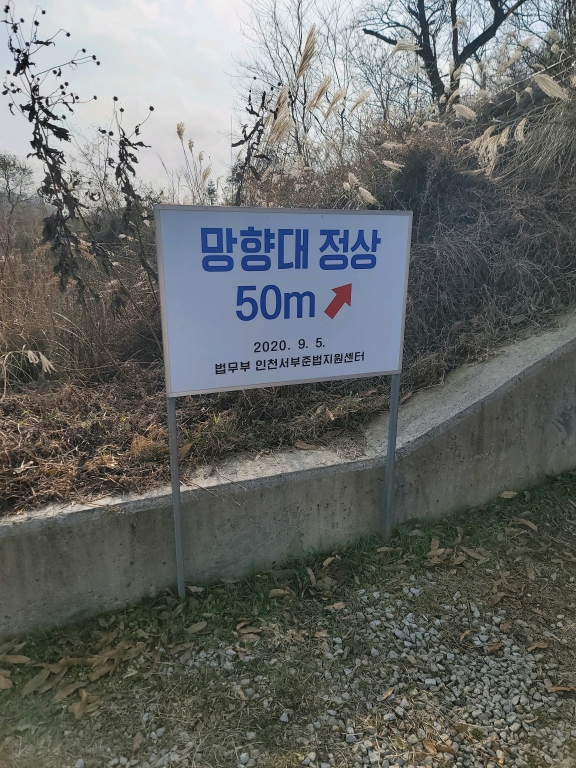 망향대 정상
50m
2020. 9. 5.
법무부 인천서부준법지원센터